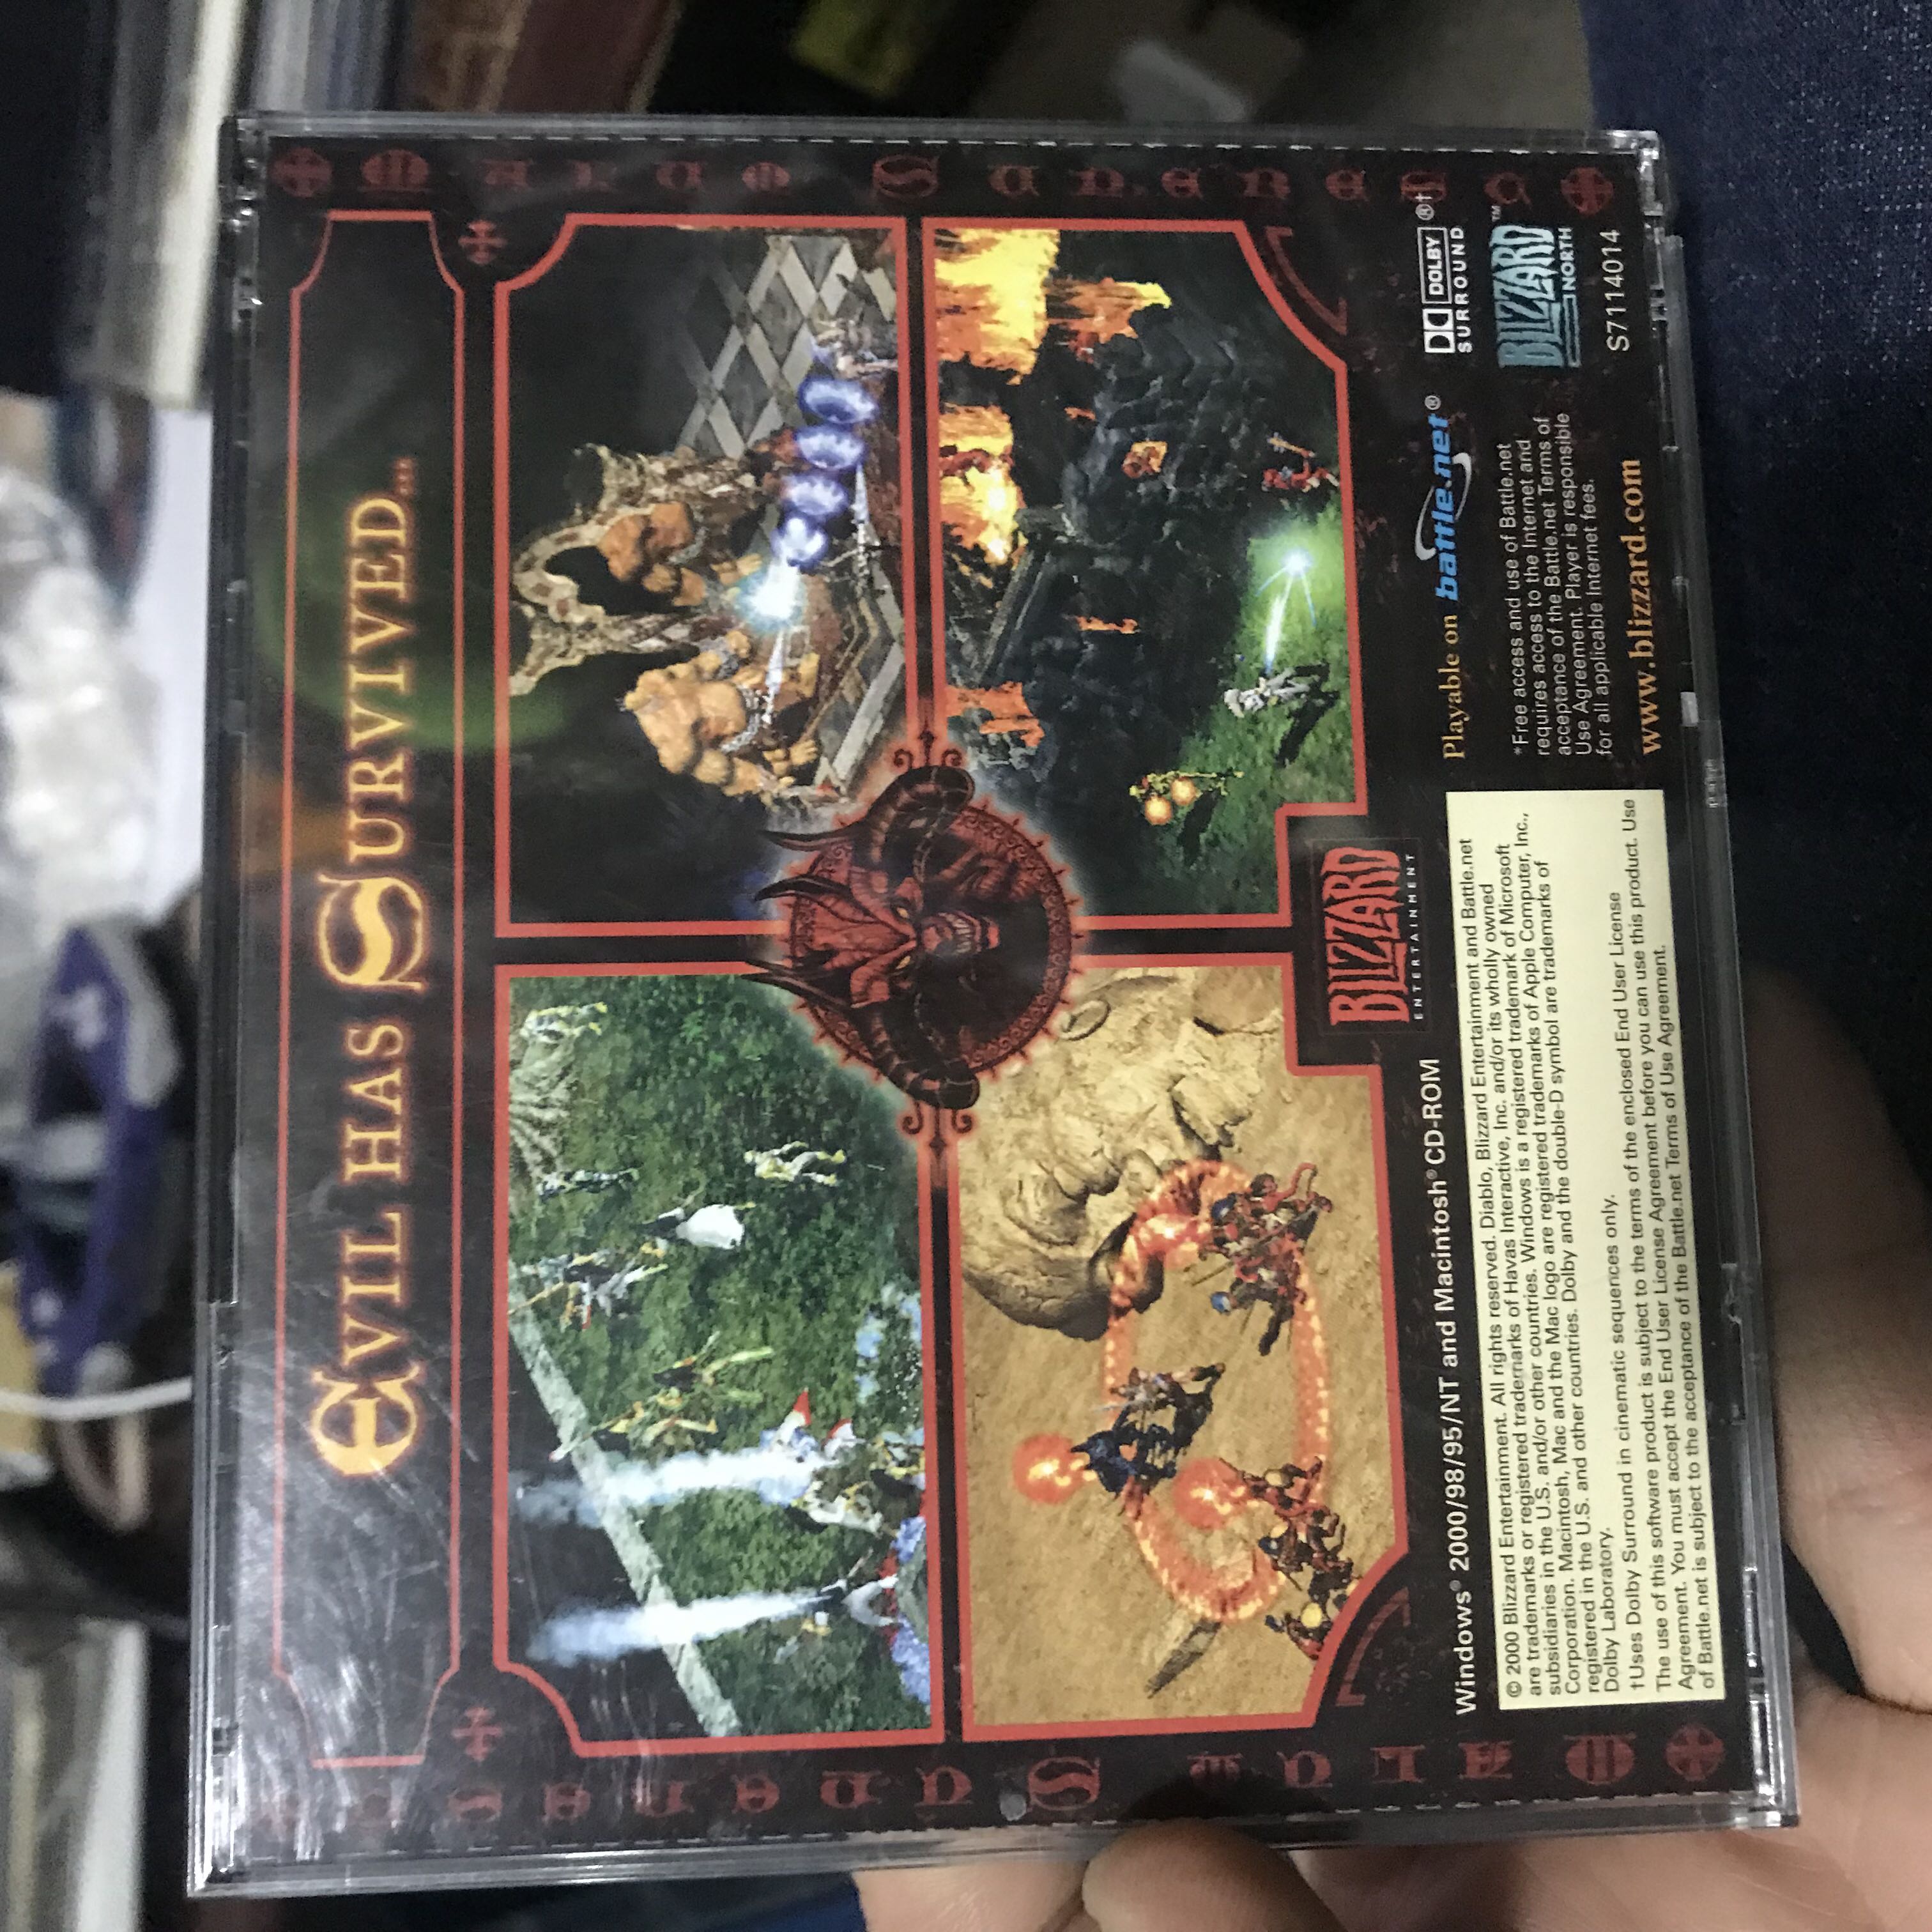 EVIL HAS SURVIVED...
BLIZZARD
ENTERTAINMENT
Windows® 2000/98/95/NT and Macintosh® CD-ROM
© 2000 Blizzard Entertainment. All rights reserved. Diablo, Blizzard Entertainment and Battle.net
are trademarks or registered trademarks of Havas Interactive, Inc. and/or its wholly owned
subsidiaries in the U.S. and/or other countries. Windows is a registered trademark of Microsoft
Corporation. Macintosh, Mac and the Mac logo are registered trademarks of Apple Computer, Inc.,
registered in the U.S. and other countries. Dolby and the double-D symbol are trademarks of
Dolby Laboratory.
†Uses Dolby Surround in cinematic sequences only.
The use of this software product is subject to the terms of the enclosed End User License
Agreement. You must accept the End User License Agreement before you can use this product. Use
of Battle.net is subject to the acceptance of the Battle.net Terms of Use Agreement.
Playable on battle.net®
*Free access and use of Battle.net
requires access to the Internet and
acceptance of the Battle.net Terms of
Use Agreement. Player is responsible
for all applicable Internet fees.
www.blizzard.com
DOLBY ®†
SURROUND
BLIZZARD™
NORTH
S7114014